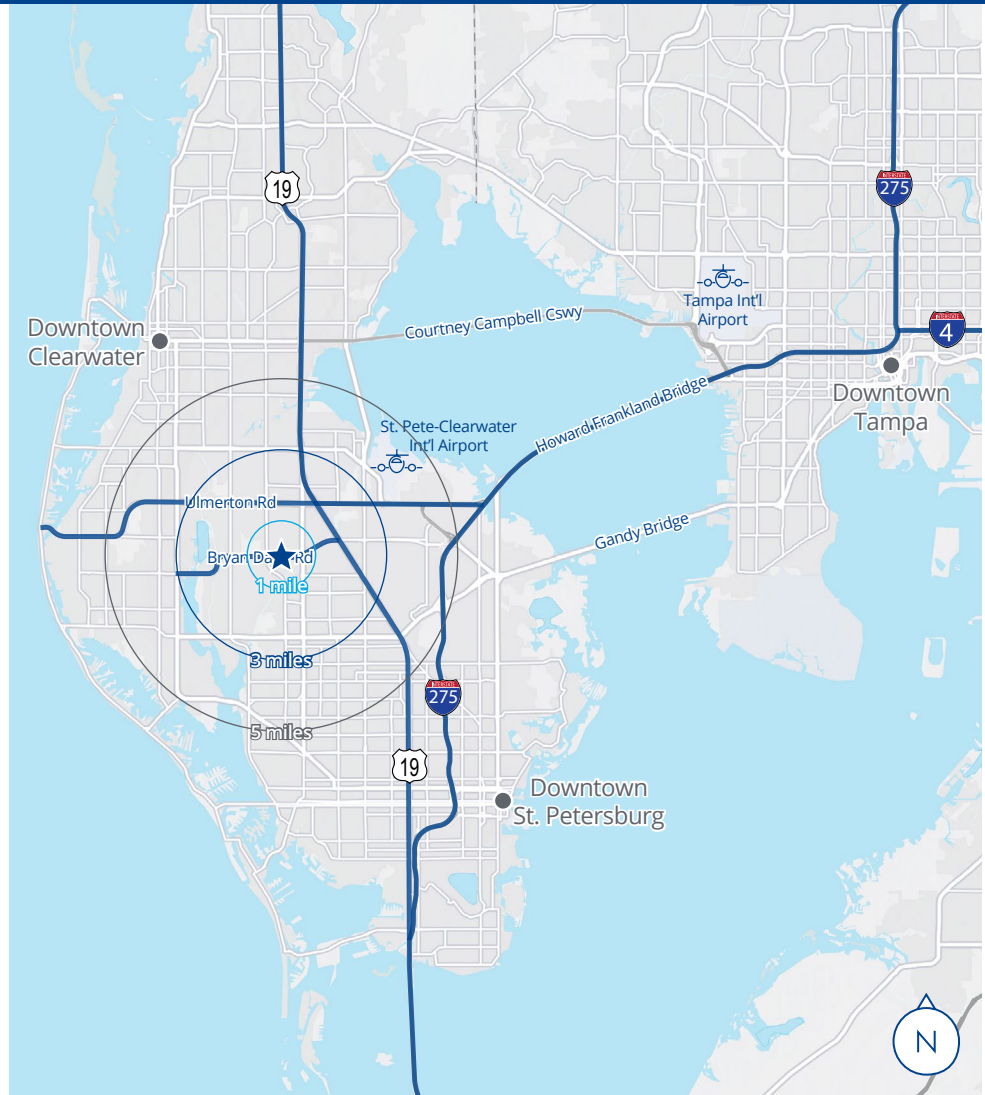 19
275
Tampa Int'l
Airport
Courtney Campbell Cswy
Downtown
Clearwater
4
Downtown
Tampa
Howard Frankland Bridge
St. Pete-Clearwater
Int'l Airport
Ulmerton Rd
Gandy Bridge
Bryan Da Rd
1 mile
3 miles
275
5 miles
19
Downtown
St. Petersburg
N